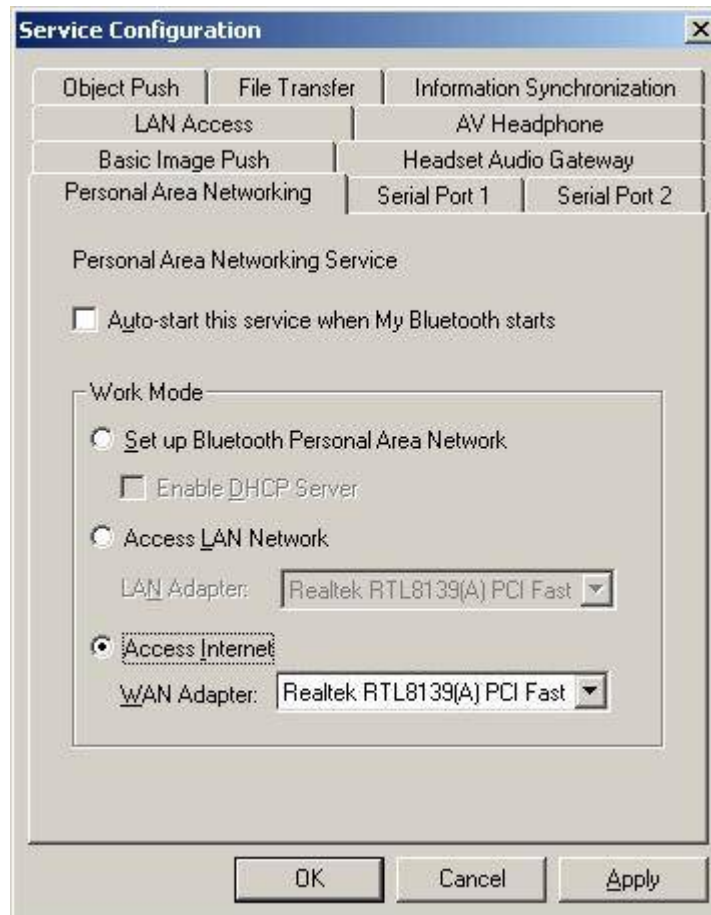 Service Configuration
Object Push File Transfer Information Synchronization
LAN Access AV Headphone
Basic Image Push Headset Audio Gateway
Personal Area Networking Serial Port 1 Serial Port 2
Personal Area Networking Service
Auto-start this service when My Bluetooth starts
Work Mode
Set up Bluetooth Personal Area Network
Enable DHCP Server
Access LAN Network
LAN Adapter: Realtek RTL8139(A) PCI Fast
Access Internet
WAN Adapter: Realtek RTL8139(A) PCI Fast
OK Cancel Apply